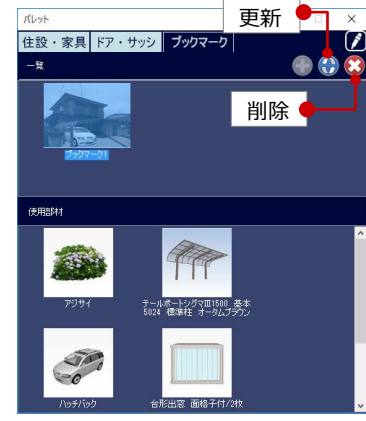 更新
パレット
住設・家具 ドア・サッシ ブックマーク
一覧
削除
ブックマーク1
使用部材
アジサイ
テールポートシグマⅢ1500 基本
5024 標準柱 オータムブラウン
ハッチバック
台形出窓 面格子付/2枚